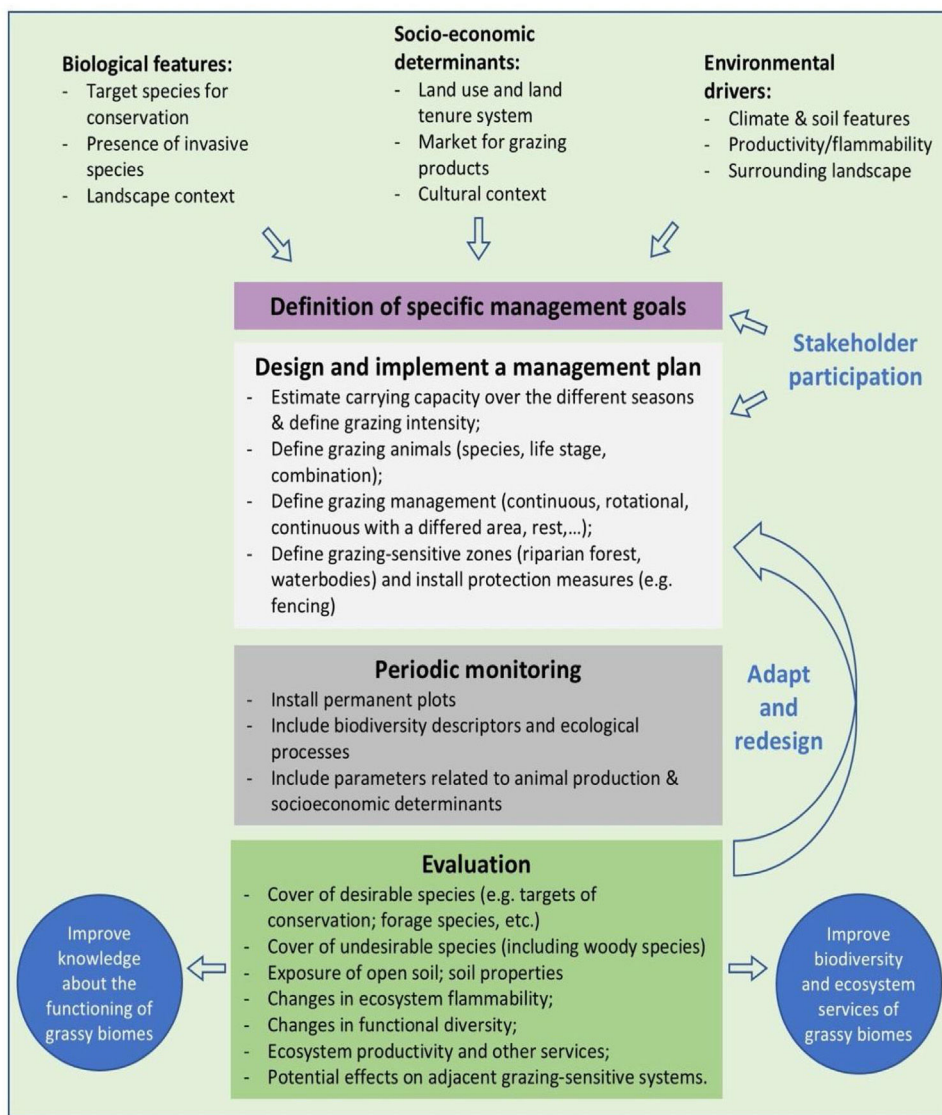 Biological features:
- Target species for
conservation
- Presence of invasive
species
- Landscape context
Socio-economic
determinants:
- Land use and land
tenure system
- Market for grazing
products
- Cultural context
Environmental
drivers:
- Climate & soil features
- Productivity/flammability
- Surrounding landscape
Definition of specific management goals
Stakeholder
participation
Design and implement a management plan
- Estimate carrying capacity over the different seasons
& define grazing intensity;
- Define grazing animals (species, life stage,
combination);
- Define grazing management (continuous, rotational,
continuous with a differed area, rest,...);
- Define grazing-sensitive zones (riparian forest,
waterbodies) and install protection measures (e.g.
fencing)
Periodic monitoring
- Install permanent plots
- Include biodiversity descriptors and ecological
processes
- Include parameters related to animal production &
socioeconomic determinants
Adapt
and
redesign
Evaluation
- Cover of desirable species (e.g. targets of
conservation; forage species, etc.)
- Cover of undesirable species (including woody species)
- Exposure of open soil; soil properties
- Changes in ecosystem flammability;
- Changes in functional diversity;
- Ecosystem productivity and other services;
- Potential effects on adjacent grazing-sensitive systems.
Improve
knowledge
about the
functioning of
grassy biomes
Improve
biodiversity
and ecosystem
services of
grassy biomes